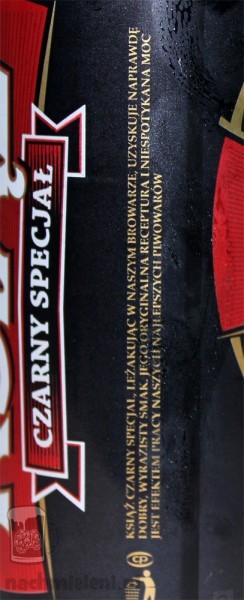 CZARNY SPECJAŁ
KSIĄŻ CZARNY SPECJAŁ, LEŻAKUJĄC W NASZYM BROWARZE, UZYSKUJE NAPRAWDĘ
DOBRY, WYRAZISTY SMAK. JEGO ORYGINALNA RECEPTURA I NIESPOTYKANA MOC
JEST EFEKTEM PRACY NASZYCH NAJLEPSZYCH PIWOWARÓW